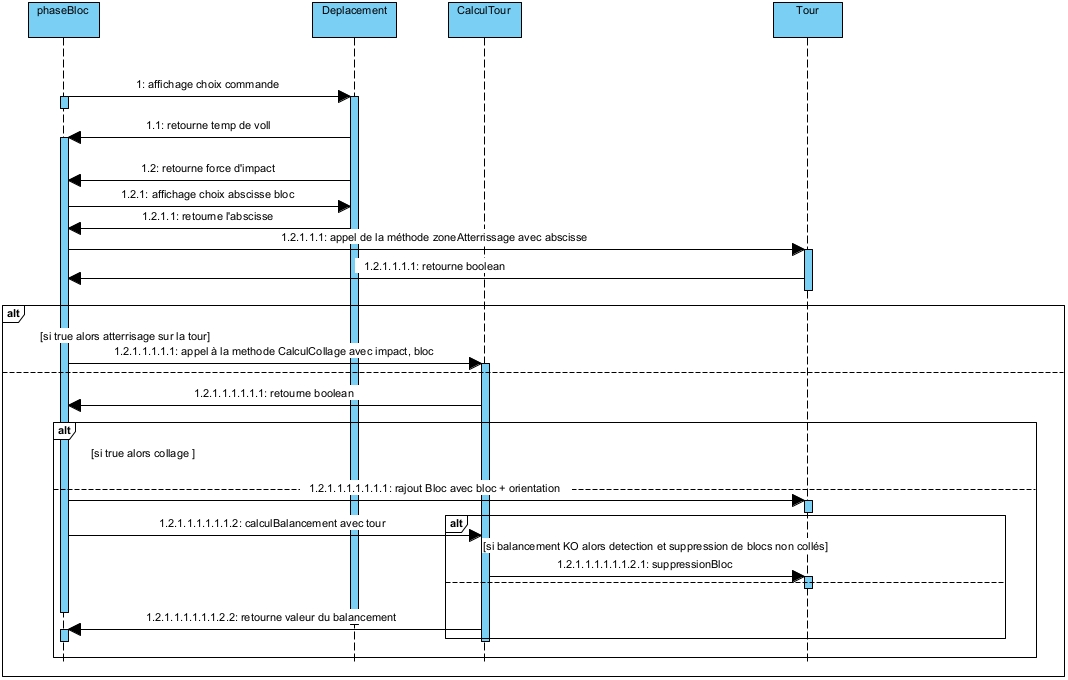 phaseBloc
Deplacement
CalculTour
Tour
1: affichage choix commande
1.1: retourne temp de voll
1.2: retourne force d'impact
1.2.1: affichage choix abscisse bloc
1.2.1.1: retourne l'abscisse
1.2.1.1.1: appel de la méthode zoneAtterrissage avec abscisse
1.2.1.1.1.1: retourne boolean
alt
[si true alors atterrisage sur la tour]
1.2.1.1.1.1.1: appel à la methode CalculCollage avec impact, bloc
1.2.1.1.1.1.1.1: retourne boolean
alt
[si true alors collage ]
1.2.1.1.1.1.1.1.1: rajout Bloc avec bloc + orientation
1.2.1.1.1.1.1.1.2: calculBalancement avec tour
alt
[si balancement KO alors detection et suppression de blocs non collés]
1.2.1.1.1.1.1.1.2.1: suppressionBloc
1.2.1.1.1.1.1.1.2.2: retourne valeur du balancement